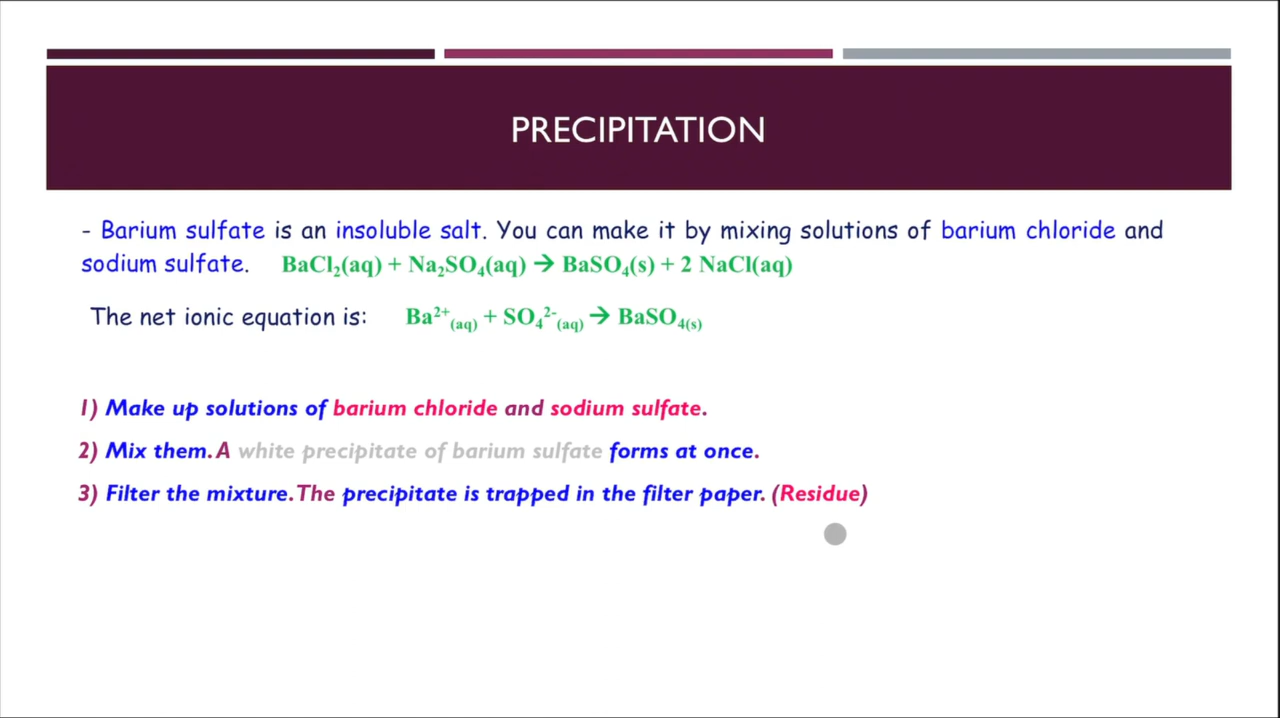 PRECIPITATION
- Barium sulfate is an insoluble salt. You can make it by mixing solutions of barium chloride and
sodium sulfate. BaCl₂(aq) + Na₂SO₄(aq) → BaSO₄(s) + 2 NaCl(aq)
The net ionic equation is: Ba²⁺(aq) + SO₄²⁻(aq) → BaSO₄(s)
1) Make up solutions of barium chloride and sodium sulfate.
2) Mix them. A white precipitate of barium sulfate forms at once.
3) Filter the mixture. The precipitate is trapped in the filter paper. (Residue)